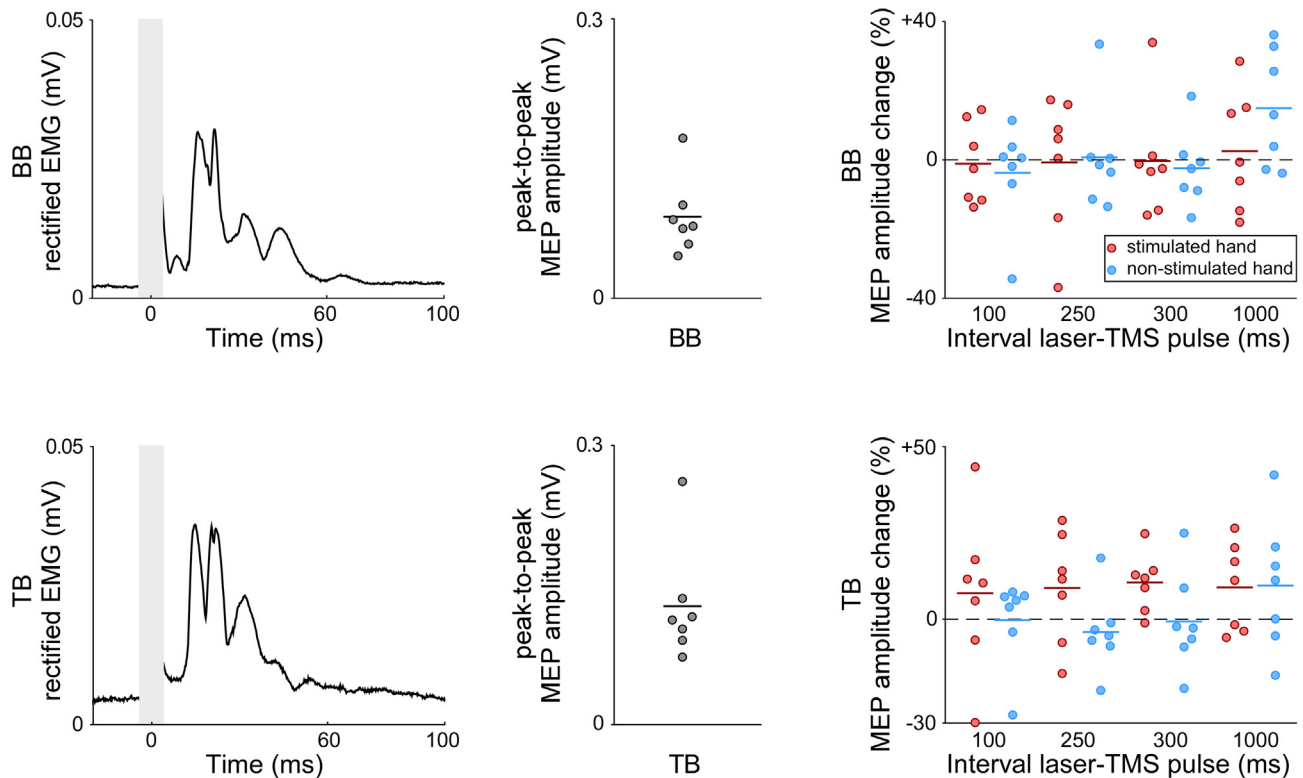 0.05
BB
rectified EMG (mV)
0
0
60
100
Time (ms)
0.3
peak-to-peak
MEP amplitude (mV)
0
BB
+40
BB
MEP amplitude change (%)
0
-40
stimulated hand
non-stimulated hand
100
250
300
1000
Interval laser-TMS pulse (ms)
0.05
TB
rectified EMG (mV)
0
0
60
100
Time (ms)
0.3
peak-to-peak
MEP amplitude (mV)
0
TB
+50
TB
MEP amplitude change (%)
0
-30
100
250
300
1000
Interval laser-TMS pulse (ms)